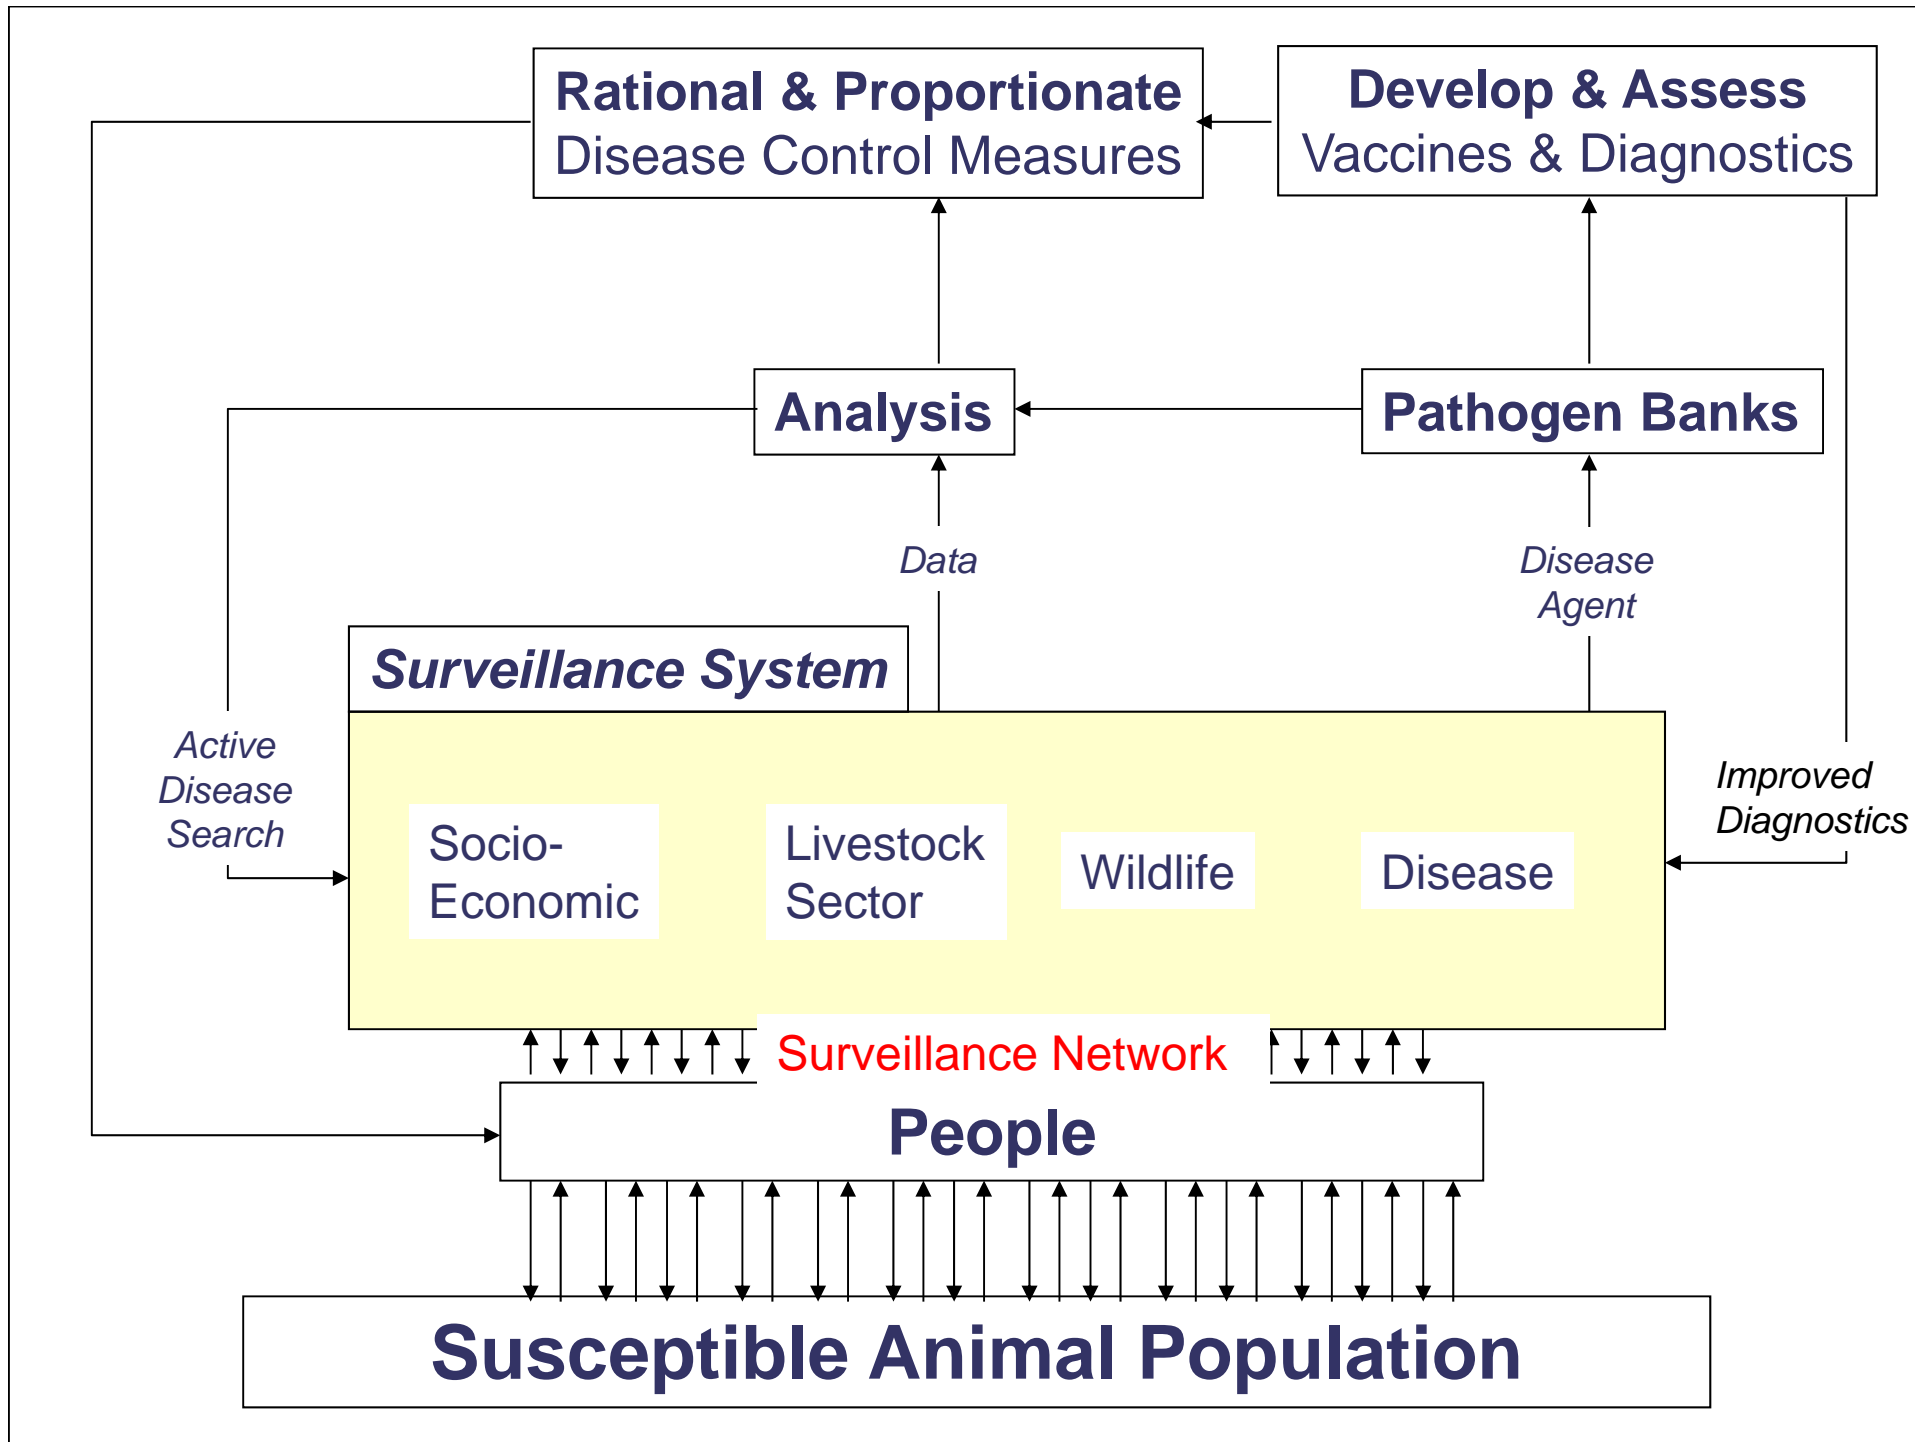 Rational & Proportionate
Disease Control Measures
Develop & Assess
Vaccines & Diagnostics
Analysis
Pathogen Banks
Data
Disease
Agent
Surveillance System
Active
Disease
Search
Improved
Diagnostics
Socio-
Economic
Livestock
Sector
Wildlife
Disease
Surveillance Network
People
Susceptible Animal Population